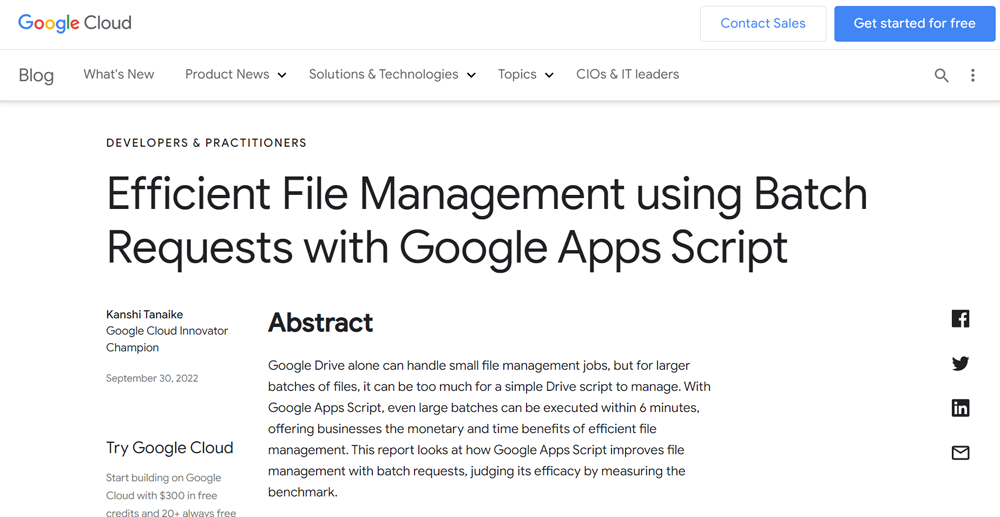 Google Cloud
Contact Sales
Get started for free
Blog
What's New
Product News
Solutions & Technologies
Topics
CIOs & IT leaders
DEVELOPERS & PRACTITIONERS
Efficient File Management using Batch
Requests with Google Apps Script
Kanshi Tanaike
Google Cloud Innovator
Champion
September 30, 2022
Try Google Cloud
Start building on Google
Cloud with $300 in free
credits and 20+ always free
Abstract
Google Drive alone can handle small file management jobs, but for larger
batches of files, it can be too much for a simple Drive script to manage. With
Google Apps Script, even large batches can be executed within 6 minutes,
offering businesses the monetary and time benefits of efficient file
management. This report looks at how Google Apps Script improves file
management with batch requests, judging its efficacy by measuring the
benchmark.